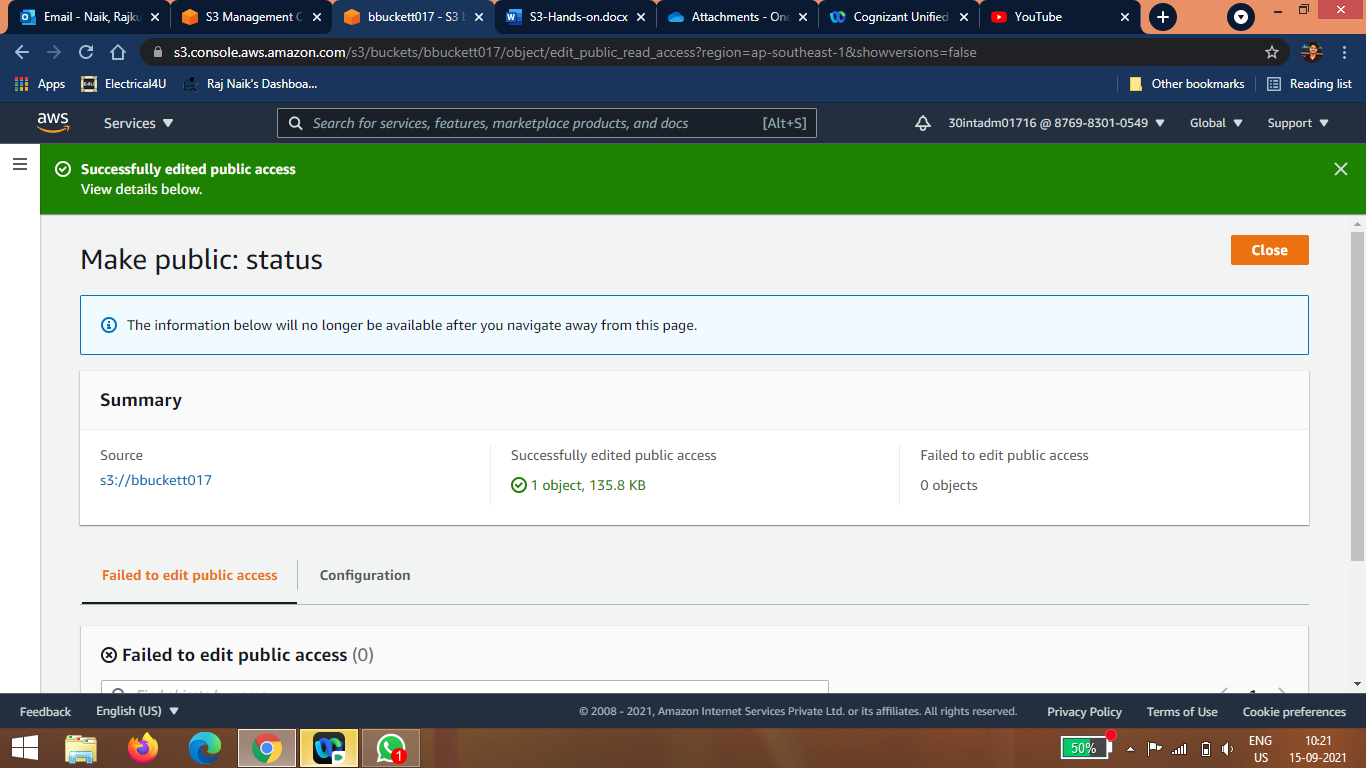 Email - Naik, Rajku
S3 Management C
bbuckett017 - S3 b
S3-Hands-on.docx
Attachments - One
Cognizant Unified
YouTube
s3.console.aws.amazon.com/s3/buckets/bbuckett017/object/edit_public_read_access?region=ap-southeast-1&showversions=false
Apps
Electrical4U
Raj Naik's Dashboa...
Other bookmarks
Reading list
aws
Services
Search for services, features, marketplace products, and docs
[Alt+S]
30intadm01716 @ 8769-8301-0549
Global
Support
Successfully edited public access
View details below.
Make public: status
Close
The information below will no longer be available after you navigate away from this page.
Summary
Source
s3://bbuckett017
Successfully edited public access
1 object, 135.8 KB
Failed to edit public access
0 objects
Failed to edit public access
Configuration
Failed to edit public access (0)
Feedback
English (US)
© 2008 - 2021, Amazon Internet Services Private Ltd. or its affiliates. All rights reserved.
Privacy Policy
Terms of Use
Cookie preferences
1
50%
ENG
US
10:21
15-09-2021